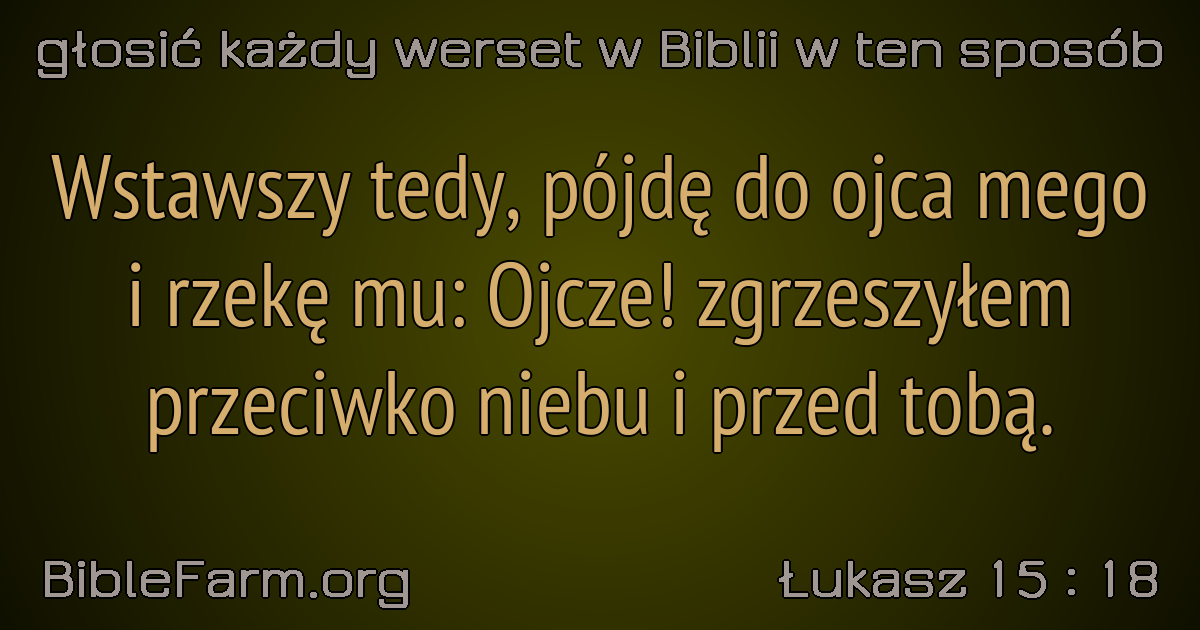 głosić każdy werset w Biblii w ten sposób
Wstawszy tedy, pójdę do ojca mego
i rzekę mu: Ojcze! zgrzeszyłem
przeciwko niebu i przed tobą.
BibleFarm.org
Łukasz 15 : 18